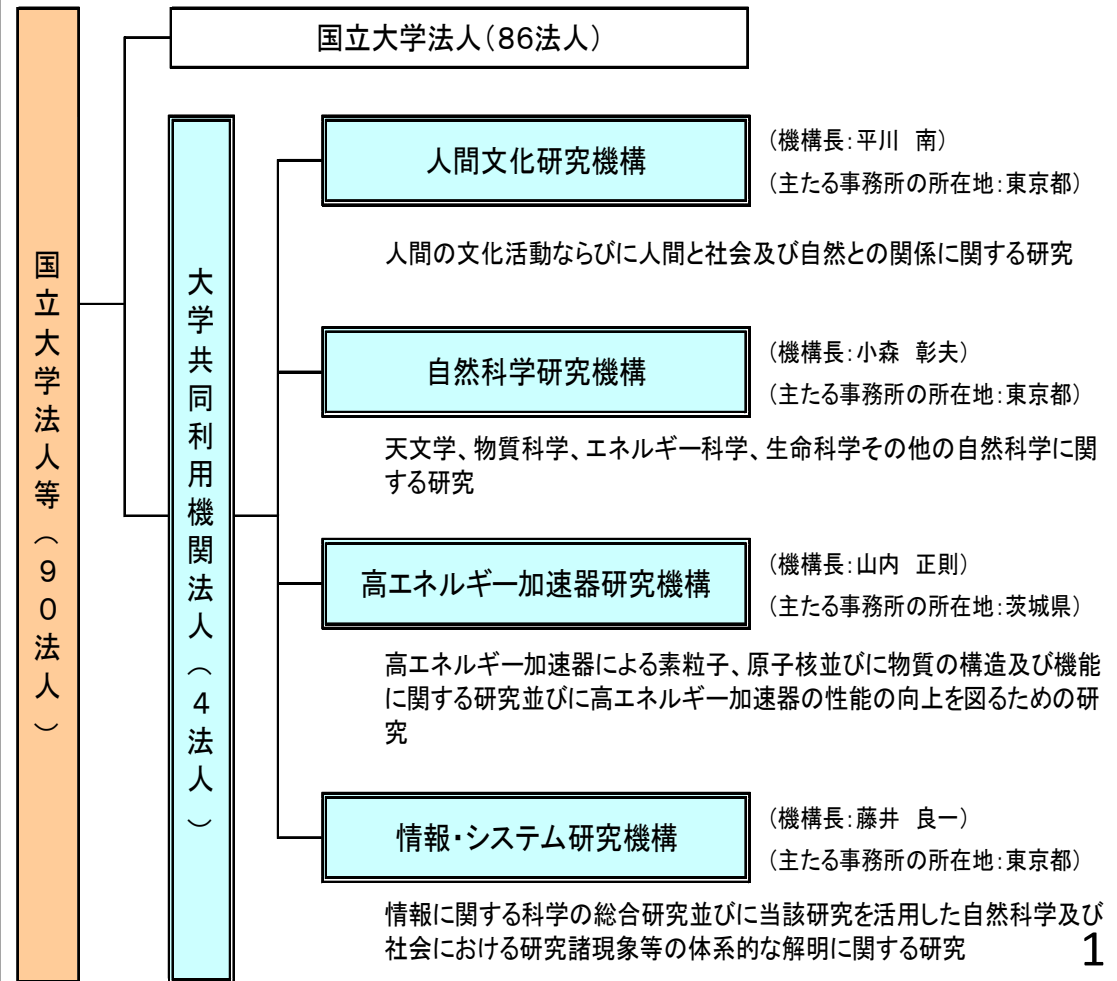 国立大学法人等（９０法人）
国立大学法人（86法人）
大学共同利用機関法人（４法人）
人間文化研究機構
（機構長：平川　南）
（主たる事務所の所在地：東京都）
人間の文化活動ならびに人間と社会及び自然との関係に関する研究
自然科学研究機構
（機構長：小森　彰夫）
（主たる事務所の所在地：東京都）
天文学、物質科学、エネルギー科学、生命科学その他の自然科学に関
する研究
高エネルギー加速器研究機構
（機構長：山内　正則）
（主たる事務所の所在地：茨城県）
高エネルギー加速器による素粒子、原子核並びに物質の構造及び機能
に関する研究並びに高エネルギー加速器の性能の向上を図るための研
究
情報・システム研究機構
（機構長：藤井　良一）
（主たる事務所の所在地：東京都）
情報に関する科学の総合研究並びに当該研究を活用した自然科学及び
社会における研究諸現象等の体系的な解明に関する研究
1